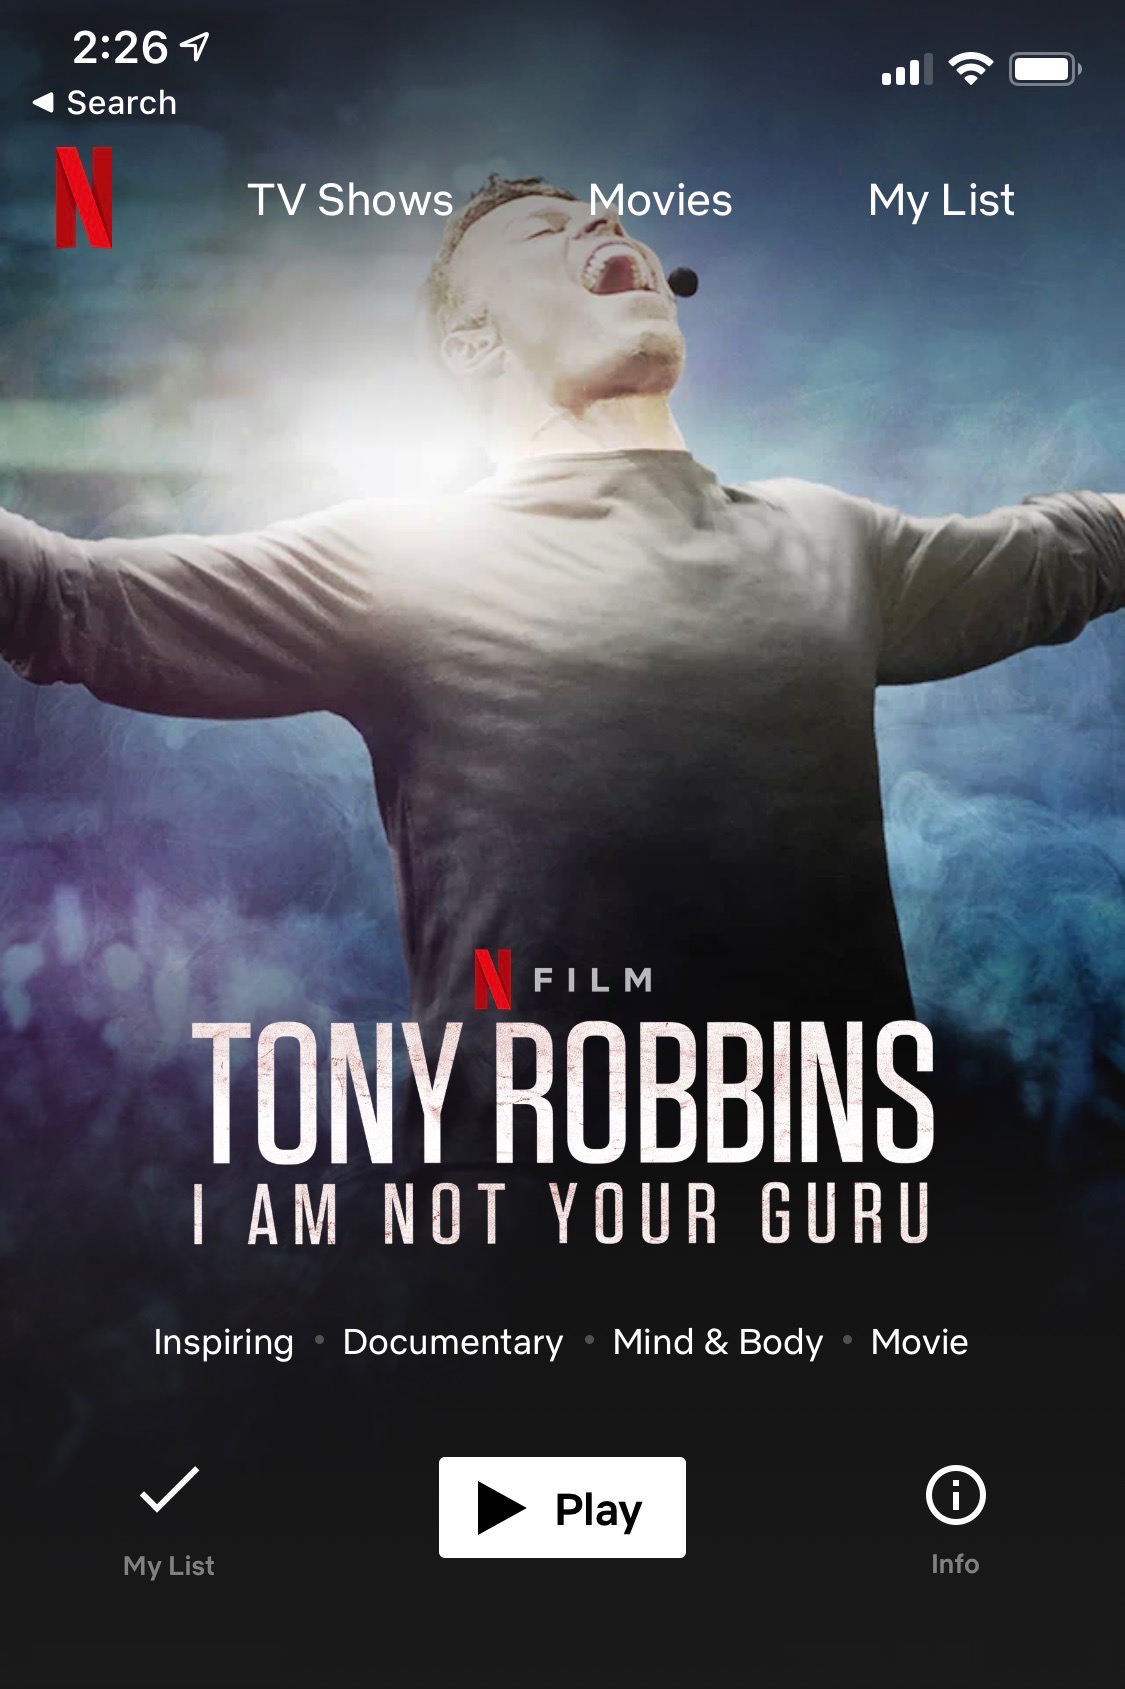 2:26
◀ Search
TV Shows Movies My List
N FILM
TONY ROBBINS
I AM NOT YOUR GURU
Inspiring • Documentary • Mind & Body • Movie
My List
Play
Info